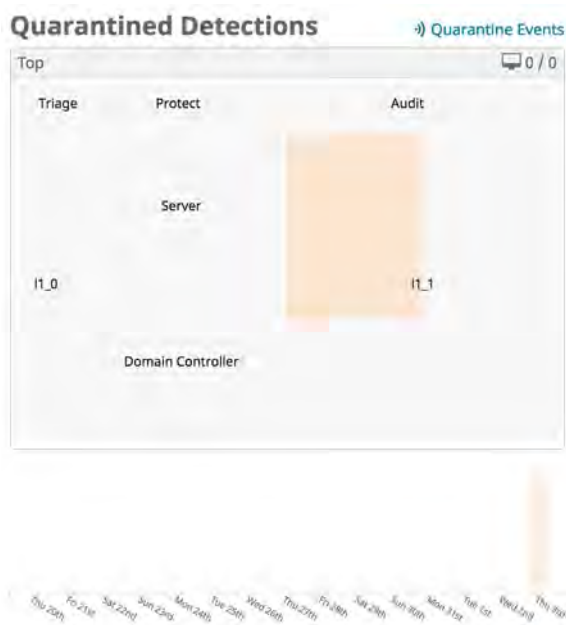 Quarantined Detections
Quarantine Events
Top
0 / 0
Triage Protect Audit
Server
I1_0 I1_1
Domain Controller
Thu 20th Fri 21st Sat 22nd Sun 23rd Mon 24th Tue 25th Wed 26th Thu 27th Fri 28th Sat 29th Sun 30th Mon 31st Tue 1st Wed 2nd Thu 3rd